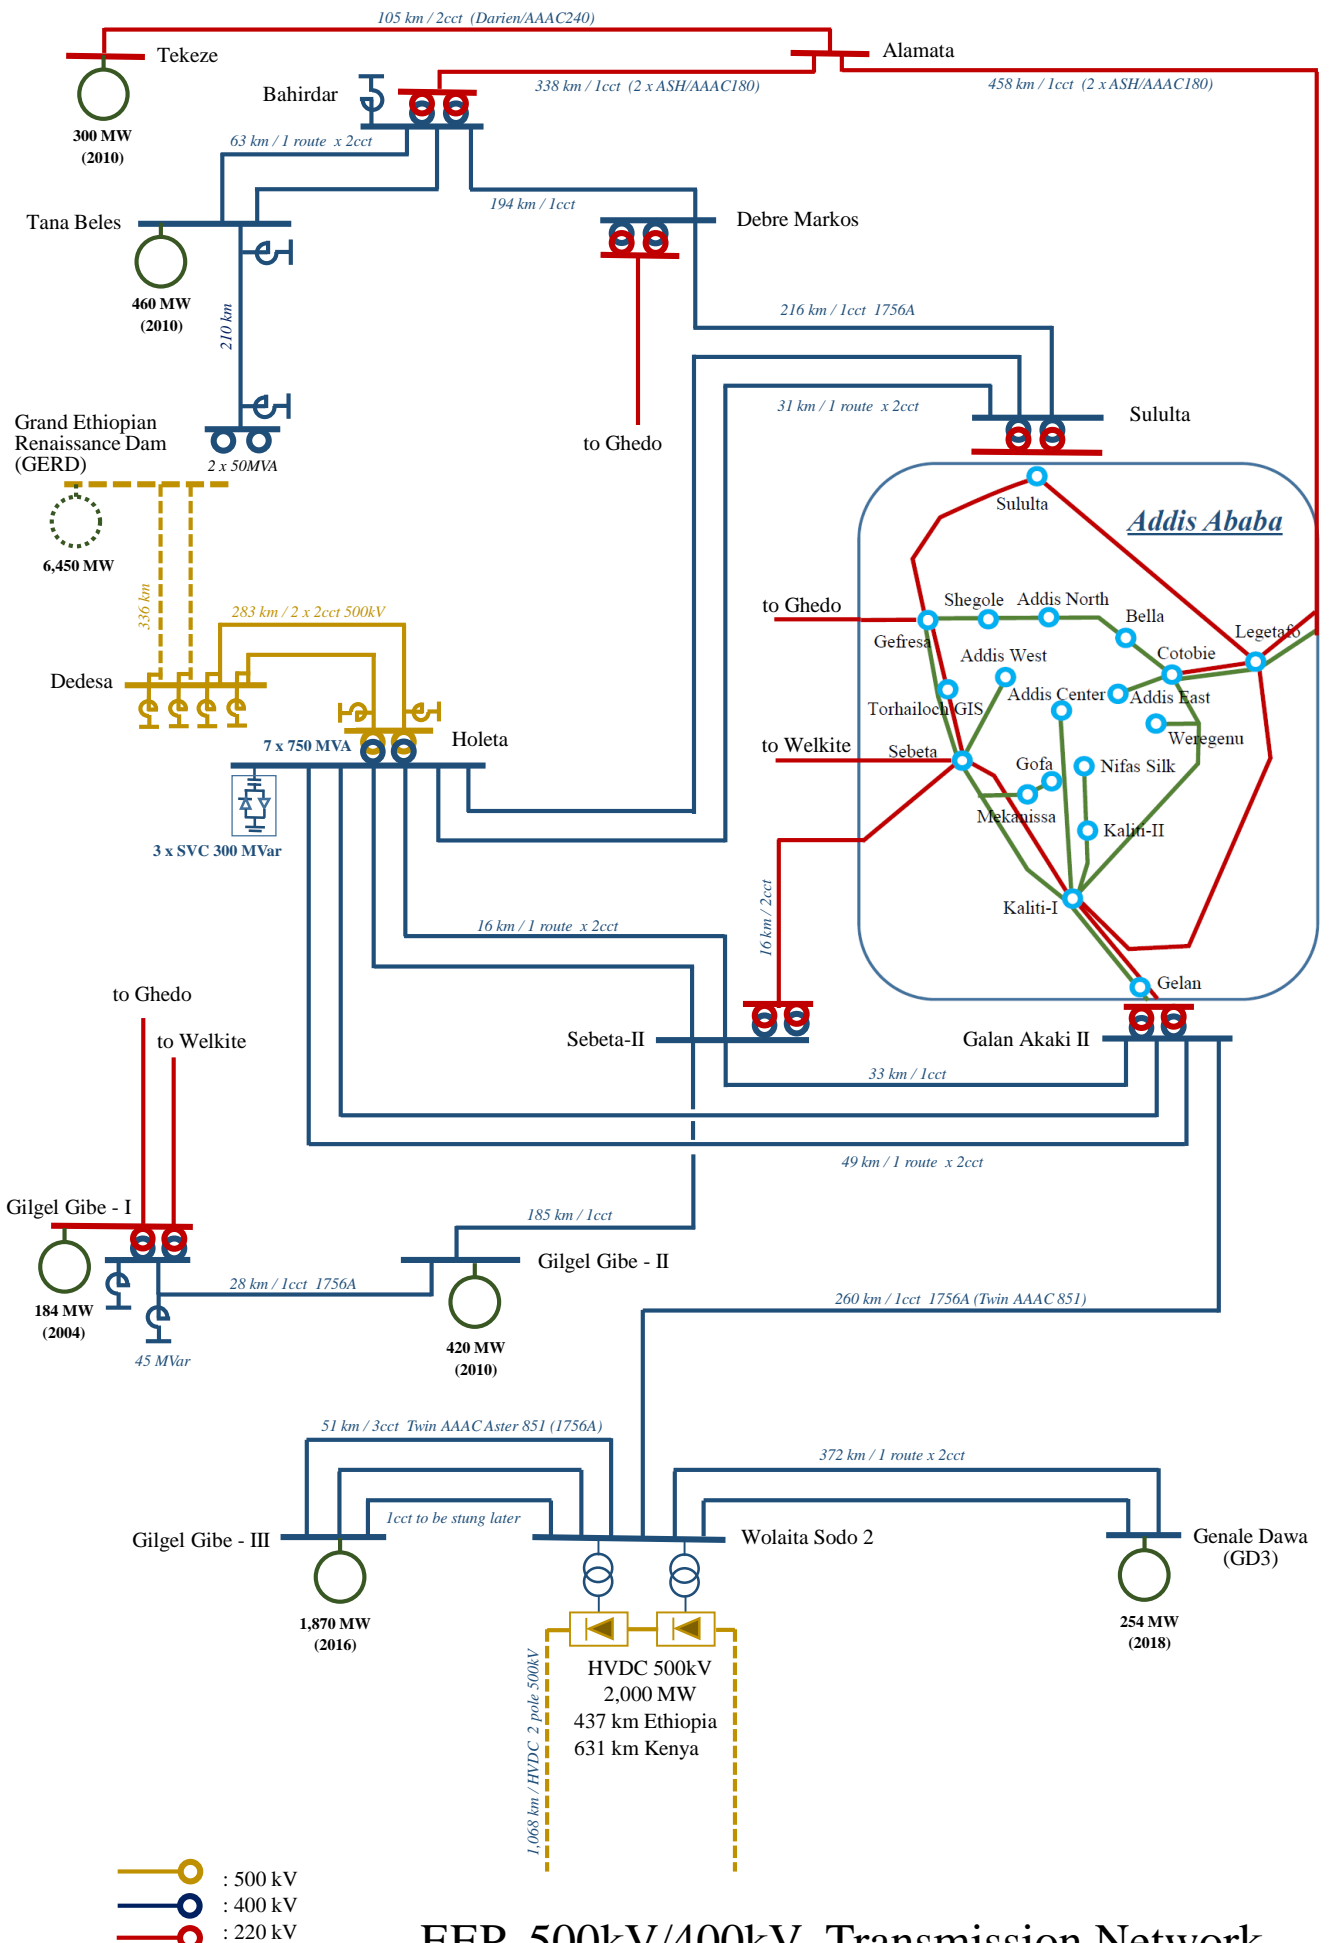 105 km / 2cct (Darien/AAAC240)
Tekeze
Alamata
338 km / 1cct (2 x ASH/AAAC180)
458 km / 1cct (2 x ASH/AAAC180)
Bahirdar
300 MW
(2010)
63 km / 1 route x 2cct
194 km / 1cct
Tana Beles
Debre Markos
460 MW
(2010)
210 km
216 km / 1cct 1756A
31 km / 1 route x 2cct
Sululta
Grand Ethiopian
Renaissance Dam
(GERD)
2 x 50MVA
to Ghedo
6,450 MW
336 km
283 km / 2 x 2cct 500kV
Dedesa
7 x 750 MVA
Holeta
3 x SVC 300 MVar
Sululta
Addis Ababa
to Ghedo
Shegole
Addis North
Bella
Legetafo
Gefresa
Addis West
Cotobie
Addis Center
Addis East
Torhailoch GIS
Weregenu
to Welkite
Sebeta
Gofa
Nifas Silk
Mekanissa
Kaliti-II
Kaliti-I
16 km / 2cct
Gelan
16 km / 1 route x 2cct
to Ghedo
to Welkite
Sebeta-II
Galan Akaki II
33 km / 1cct
49 km / 1 route x 2cct
Gilgel Gibe - I
185 km / 1cct
Gilgel Gibe - II
28 km / 1cct 1756A
184 MW
(2004)
45 MVar
420 MW
(2010)
260 km / 1cct 1756A (Twin AAAC 851)
51 km / 3cct Twin AAAC Aster 851 (1756A)
372 km / 1 route x 2cct
1cct to be stung later
Gilgel Gibe - III
Wolaita Sodo 2
Genale Dawa
(GD3)
1,870 MW
(2016)
254 MW
(2018)
1,068 km / HVDC 2 pole 500kV
HVDC 500kV
2,000 MW
437 km Ethiopia
631 km Kenya
: 500 kV
: 400 kV
: 220 kV
EEP 500kV/400kV Transmission Network